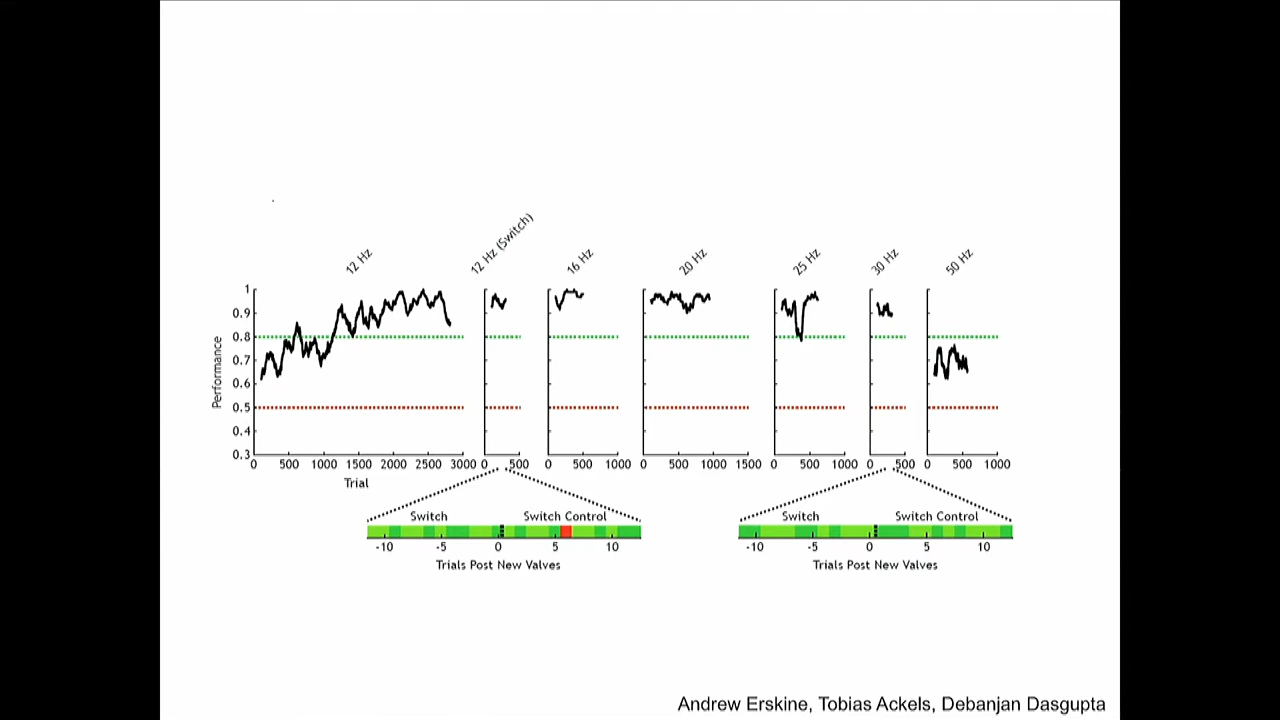 12 Hz
12 Hz (Switch)
16 Hz
20 Hz
25 Hz
30 Hz
50 Hz
Performance
1
0.9
0.8
0.7
0.6
0.5
0.4
0.3
0 500 1000 1500 2000 2500 3000
0 500
0 500 1000
0 500 1000 1500
0 500 1000
0 500
0 500 1000
Trial
Switch Switch Control
-10 -5 0 5 10
Trials Post New Valves
Switch Switch Control
-10 -5 0 5 10
Trials Post New Valves
Andrew Erskine, Tobias Ackels, Debanjan Dasgupta